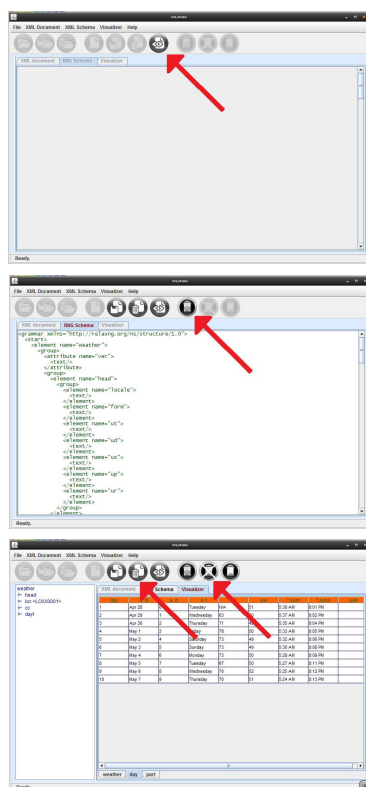 File XML Document XML Schema Visualizer Help
XML document RNG Schema Visualizer
Ready.
File XML Document XML Schema Visualizer Help
XML document RNG Schema Visualizer
<grammar xmlns="http://relaxng.org/ns/structure/1.0">
<start>
<element name="weather">
<group>
<attribute name="ver">
<text/>
</attribute>
<group>
<element name="head">
<group>
<element name="locale">
<text/>
</element>
<element name="form">
<text/>
</element>
<element name="ut">
<text/>
</element>
<element name="ud">
<text/>
</element>
<element name="us">
<text/>
</element>
<element name="up">
<text/>
</element>
<element name="ur">
<text/>
</element>
</group>
</element>
Ready.
File XML Document XML Schema Visualizer Help
weather
head
loc
cc
dayf
XML document Schema Visualizer
1 Apr 28 Tuesday N/A 51 5:38 AM 8:01 PM
2 Apr 29 1 Wednesday 63 5:37 AM 8:02 PM
3 Apr 30 2 Thursday 71 5:35 AM 8:04 PM
4 May 1 70 50 5:33 AM 8:05 PM
5 May 2 4 73 5:32 AM 8:06 PM
6 May 3 5 Sunday 73 49 5:30 AM 8:08 PM
7 May 4 6 Monday 73 50 5:28 AM 8:09 PM
8 May 5 7 Tuesday 67 50 5:27 AM 8:11 PM
9 May 6 8 Wednesday 70 52 5:25 AM 8:12 PM
10 May 7 9 Thursday 70 51 5:24 AM 8:13 PM
weather day part